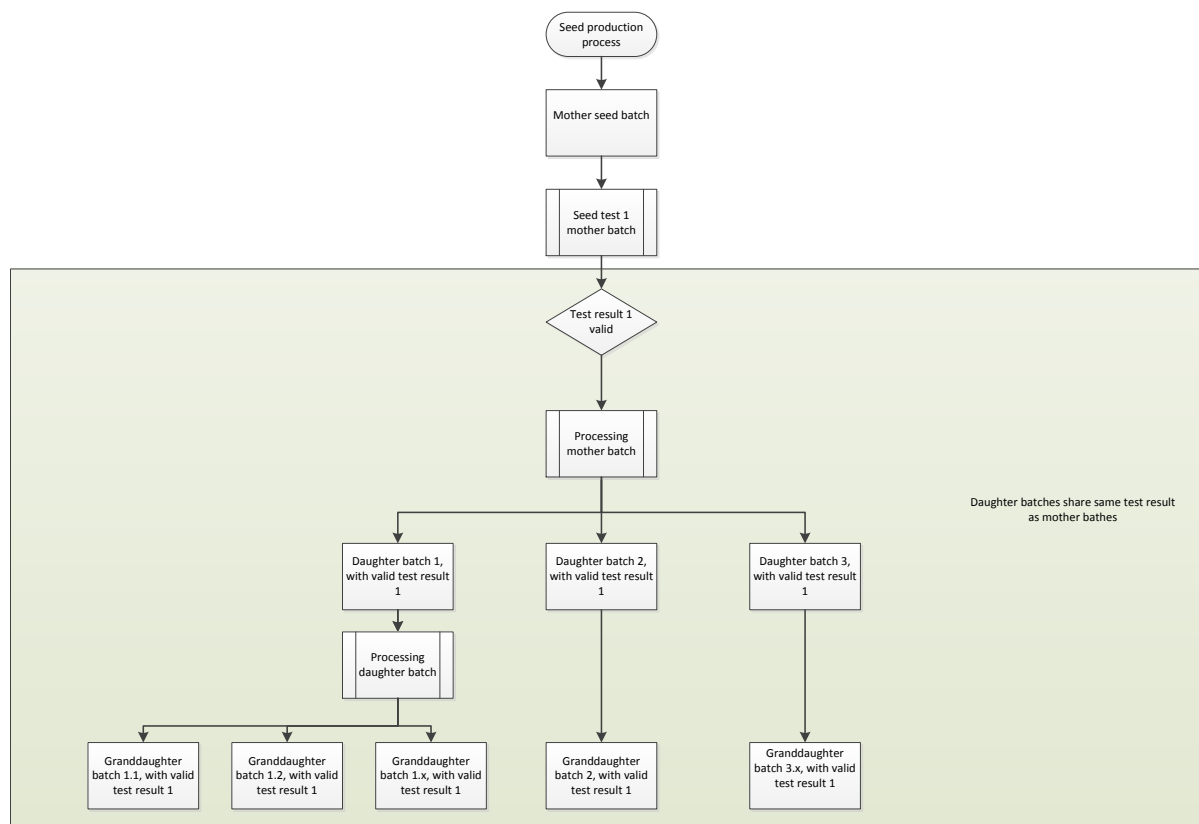 Seed production
process
Mother seed batch
Seed test 1
mother batch
Test result 1
valid
Processing
mother batch
Daughter batches share same test result
as mother bathes
Daughter batch 1,
with valid test result
1
Daughter batch 2,
with valid test result
1
Daughter batch 3,
with valid test result
1
Processing
daughter batch
Granddaughter
batch 1.1, with valid
test result 1
Granddaughter
batch 1.2, with valid
test result 1
Granddaughter
batch 1.x, with valid
test result 1
Granddaughter
batch 2, with valid
test result 1
Granddaughter
batch 3.x, with valid
test result 1